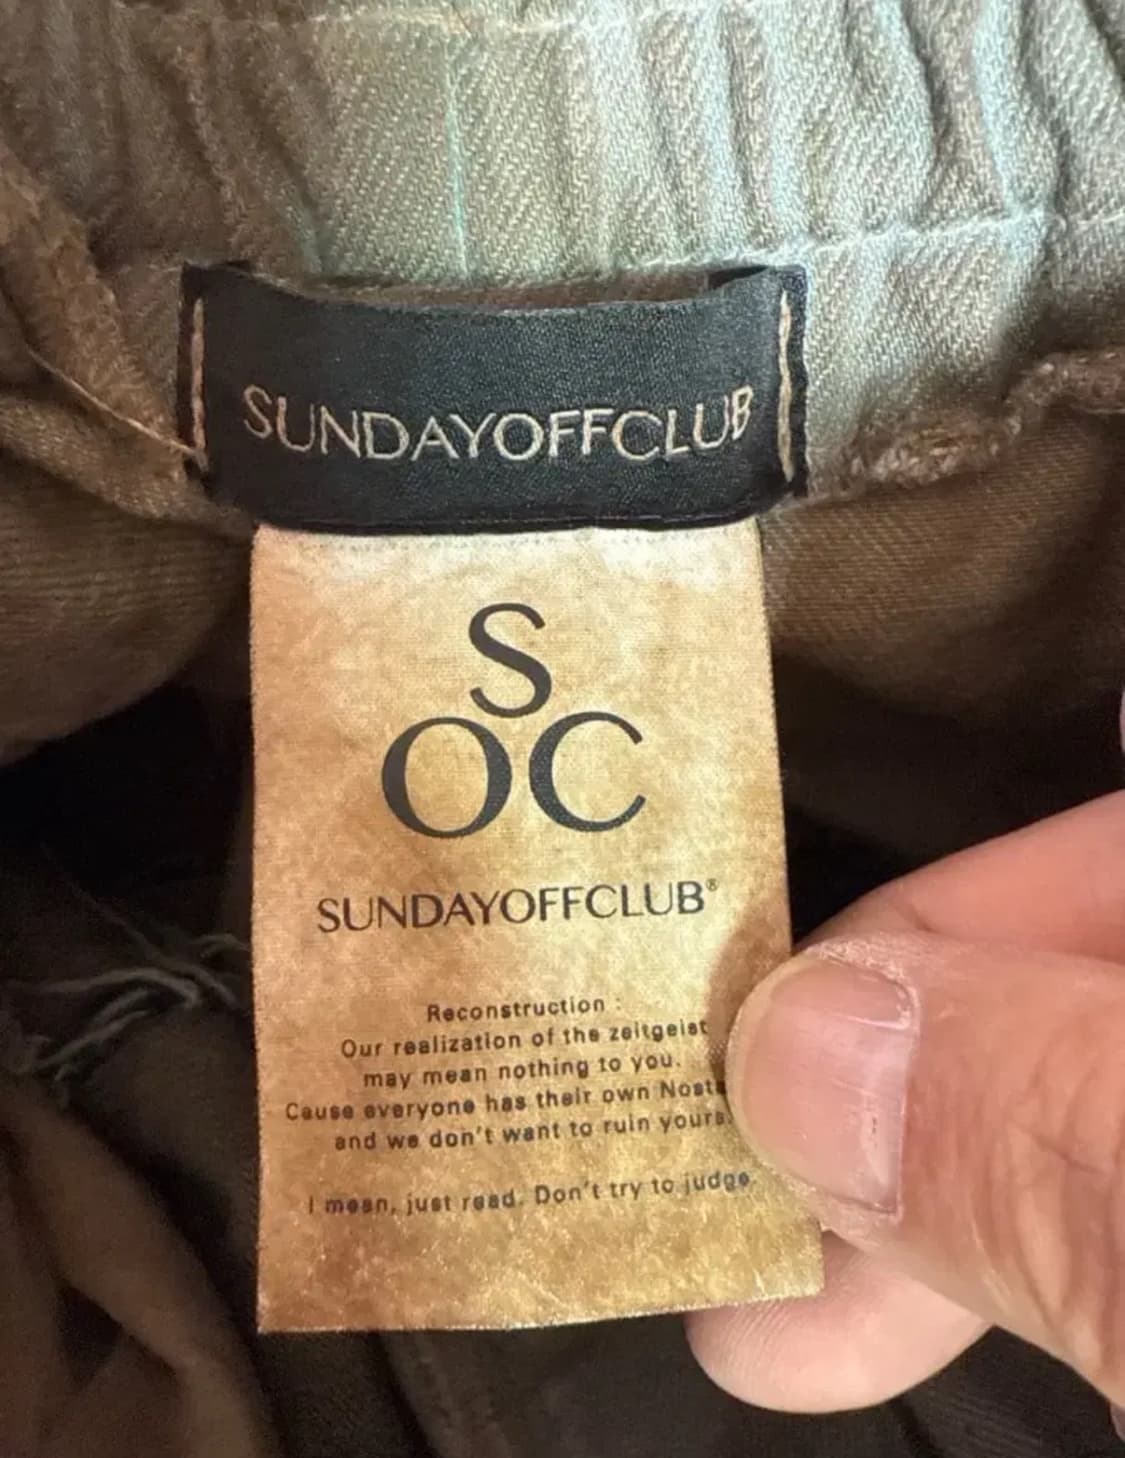 SUNDAYOFFCLUB
S
OC
SUNDAYOFFCLUB®
Reconstruction :
Our realization of the zeitgeist
may mean nothing to you.
Cause everyone has their own
and we don't want to ruin yours.
I mean, just read. Don't try to judge.